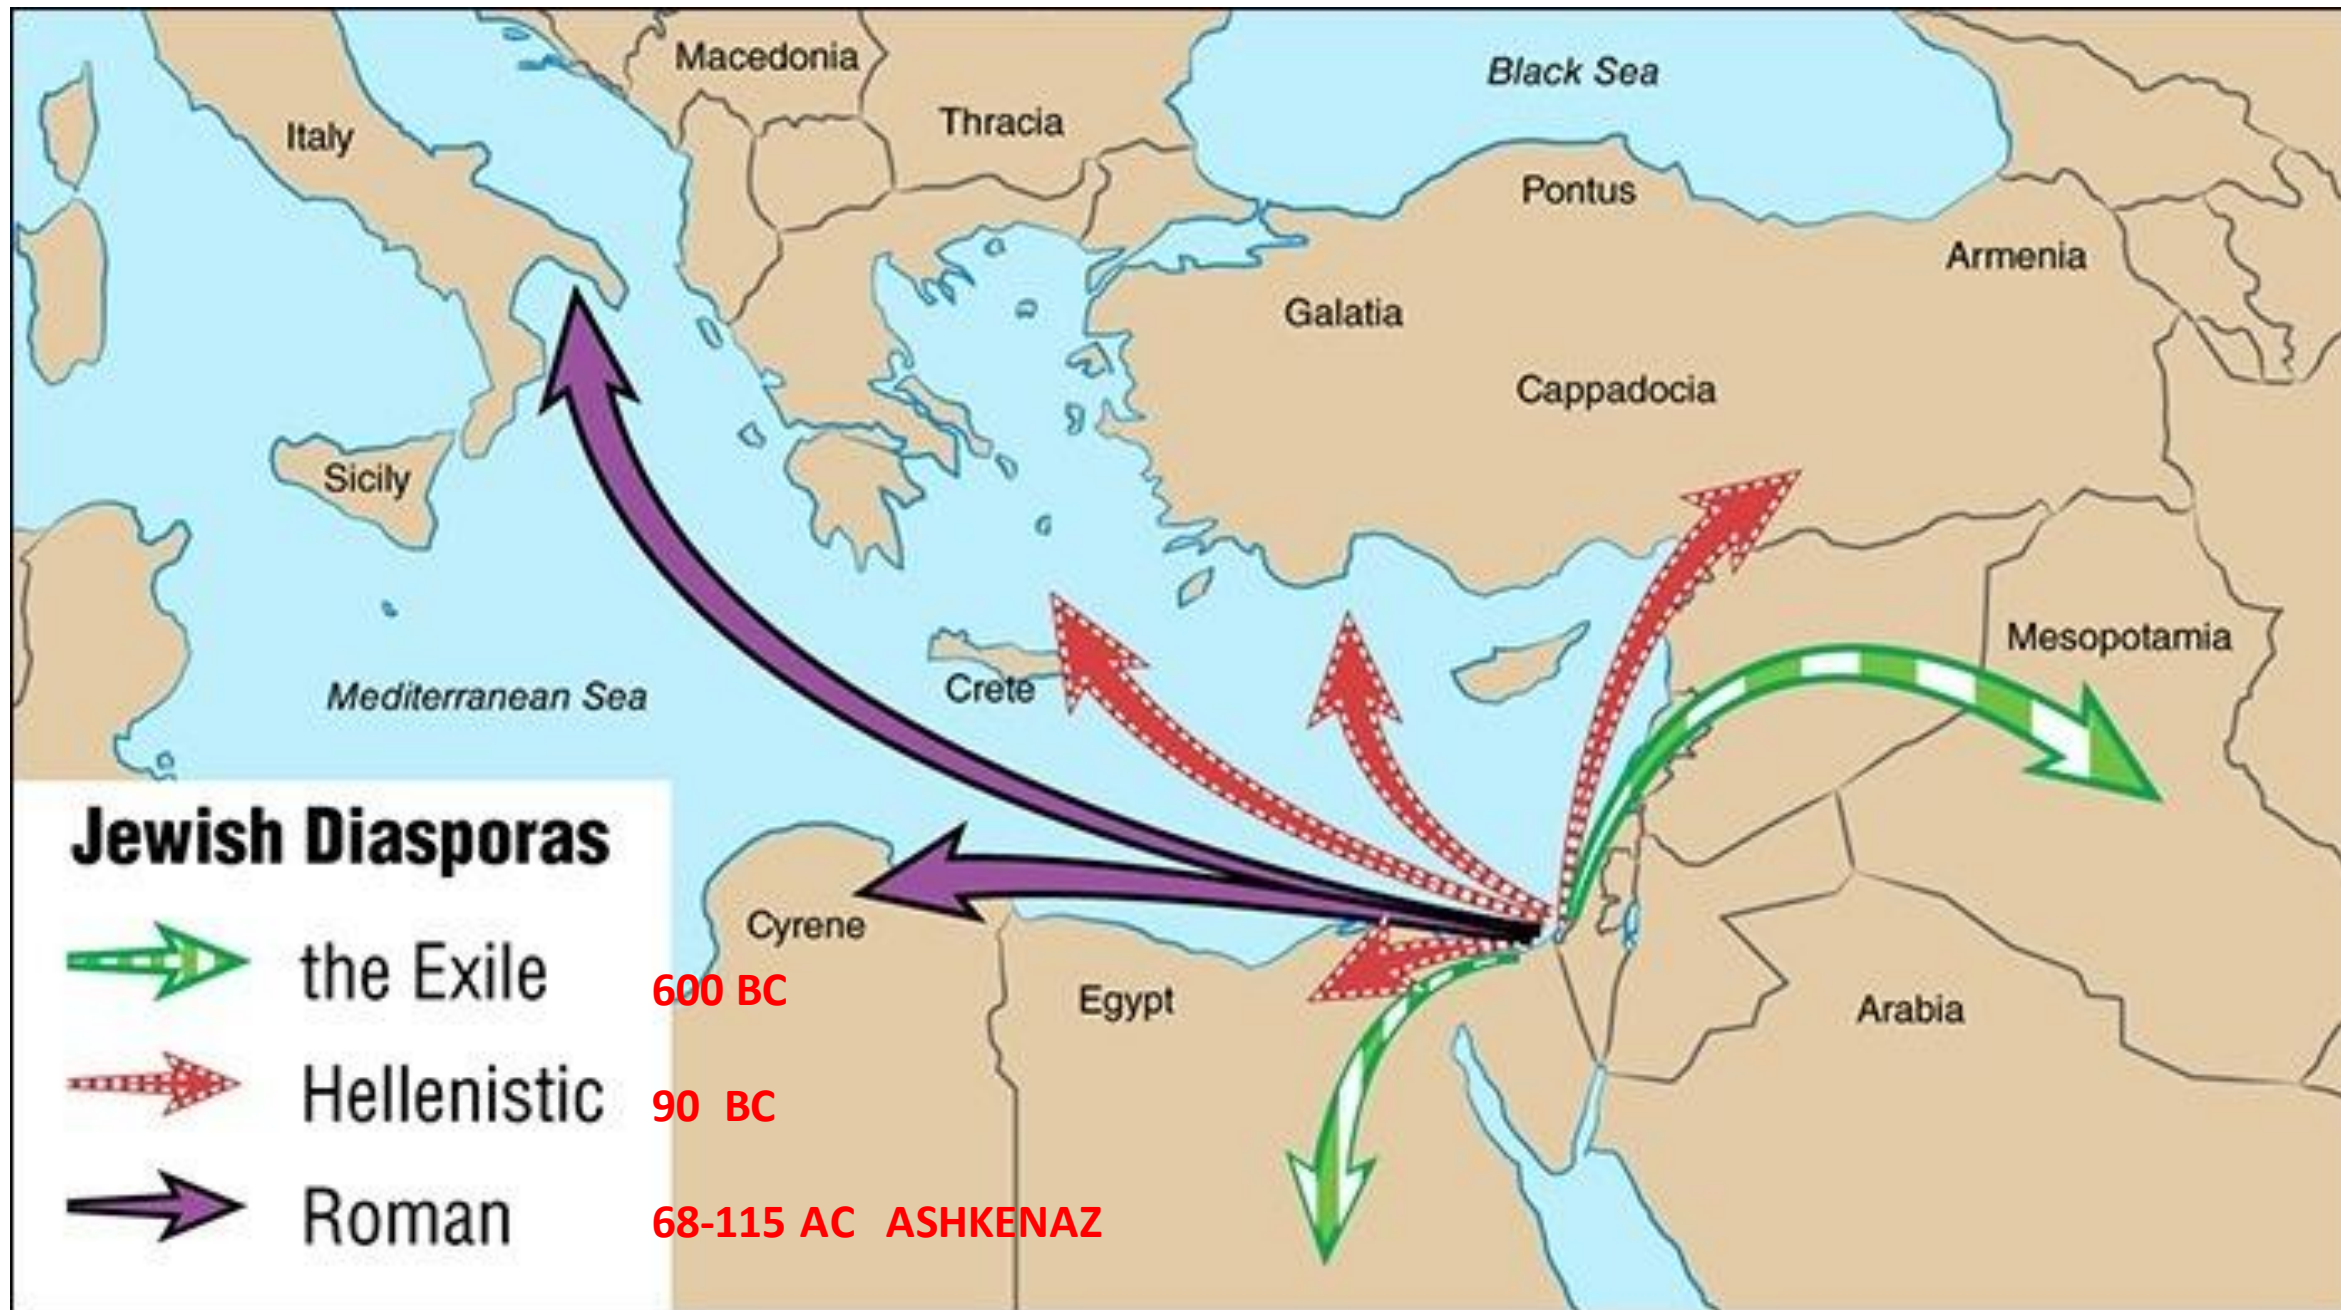 Macedonia
Black Sea
Thracia
Italy
Pontus
Armenia
Galatia
Cappadocia
Sicily
Mesopotamia
Crete
Mediterranean Sea
Cyrene
Egypt
Arabia
Jewish Diasporas
the Exile 600 BC
Hellenistic 90 BC
Roman 68-115 AC ASHKENAZ